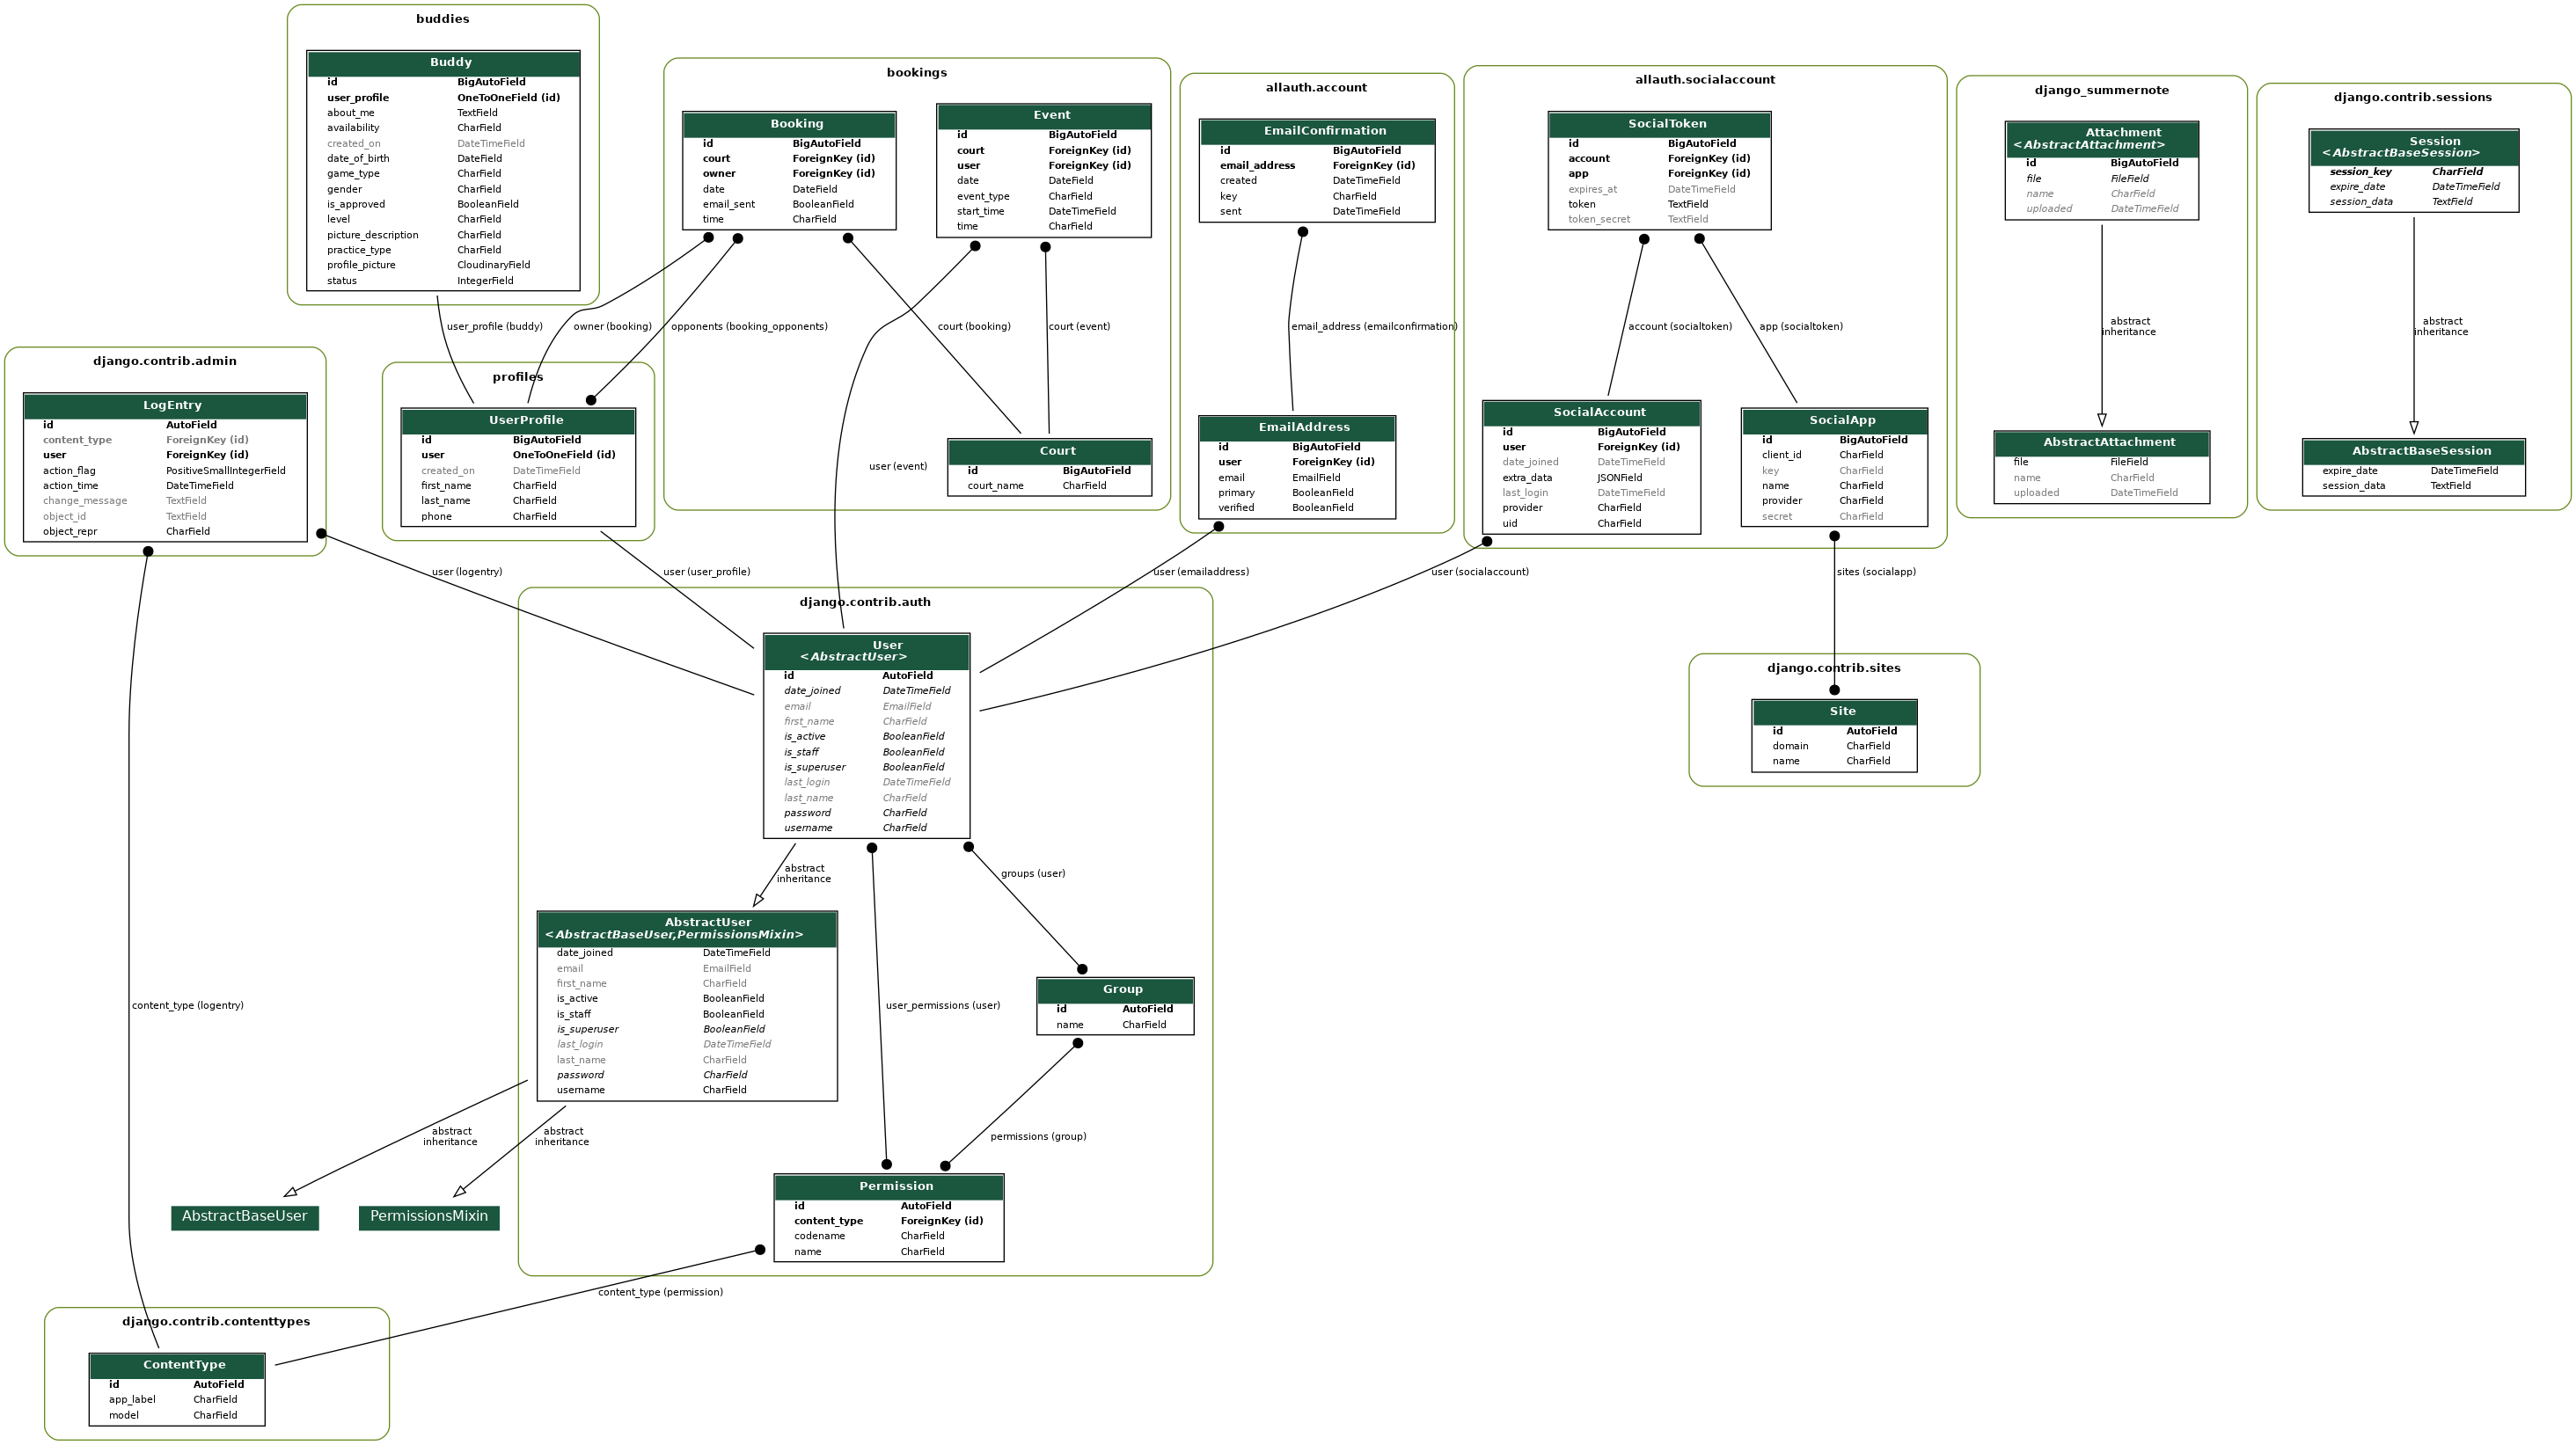 buddies
Buddy
id BigAutoField
user_profile OneToOneField (id)
about_me TextField
availability CharField
created_on DateTimeField
date_of_birth DateField
game_type CharField
gender CharField
is_approved BooleanField
level CharField
picture_description CharField
practice_type CharField
profile_picture CloudinaryField
status IntegerField
bookings
Booking
id BigAutoField
court ForeignKey (id)
owner ForeignKey (id)
date DateField
email_sent BooleanField
time CharField
Event
id BigAutoField
court ForeignKey (id)
user ForeignKey (id)
date DateField
event_type CharField
start_time DateTimeField
time CharField
allauth.account
EmailConfirmation
id BigAutoField
email_address ForeignKey (id)
created DateTimeField
key CharField
sent DateTimeField
allauth.socialaccount
SocialToken
id BigAutoField
account ForeignKey (id)
app ForeignKey (id)
expires_at DateTimeField
token TextField
token_secret TextField
django_summernote
Attachment
<AbstractAttachment>
id BigAutoField
file FileField
name CharField
uploaded DateTimeField
django.contrib.sessions
Session
<AbstractBaseSession>
session_key CharField
expire_date DateTimeField
session_data TextField
user_profile (buddy)
owner (booking)
opponents (booking_opponents)
court (booking)
court (event)
email_address (emailconfirmation)
account (socialtoken)
app (socialtoken)
abstract
inheritance
abstract
inheritance
django.contrib.admin
LogEntry
id AutoField
content_type ForeignKey (id)
user ForeignKey (id)
action_flag PositiveSmallIntegerField
action_time DateTimeField
change_message TextField
object_id TextField
object_repr CharField
profiles
UserProfile
id BigAutoField
user OneToOneField (id)
created_on DateTimeField
first_name CharField
last_name CharField
phone CharField
user (event)
Court
id BigAutoField
court_name CharField
EmailAddress
id BigAutoField
user ForeignKey (id)
email EmailField
primary BooleanField
verified BooleanField
SocialAccount
id BigAutoField
user ForeignKey (id)
date_joined DateTimeField
extra_data JSONField
last_login DateTimeField
provider CharField
uid CharField
SocialApp
id BigAutoField
client_id CharField
key CharField
name CharField
provider CharField
secret CharField
AbstractAttachment
file FileField
name CharField
uploaded DateTimeField
AbstractBaseSession
expire_date DateTimeField
session_data TextField
user (logentry)
user (user_profile)
user (emailaddress)
user (socialaccount)
sites (socialapp)
django.contrib.auth
User
<AbstractUser>
id AutoField
date_joined DateTimeField
email EmailField
first_name CharField
is_active BooleanField
is_staff BooleanField
is_superuser BooleanField
last_login DateTimeField
last_name CharField
password CharField
username CharField
django.contrib.sites
Site
id AutoField
domain CharField
name CharField
abstract
inheritance
groups (user)
AbstractUser
<AbstractBaseUser,PermissionsMixin>
date_joined DateTimeField
email EmailField
first_name CharField
is_active BooleanField
is_staff BooleanField
is_superuser BooleanField
last_login DateTimeField
last_name CharField
password CharField
username CharField
content_type (logentry)
user_permissions (user)
Group
id AutoField
name CharField
abstract
inheritance
abstract
inheritance
permissions (group)
AbstractBaseUser
PermissionsMixin
Permission
id AutoField
content_type ForeignKey (id)
codename CharField
name CharField
content_type (permission)
django.contrib.contenttypes
ContentType
id AutoField
app_label CharField
model CharField